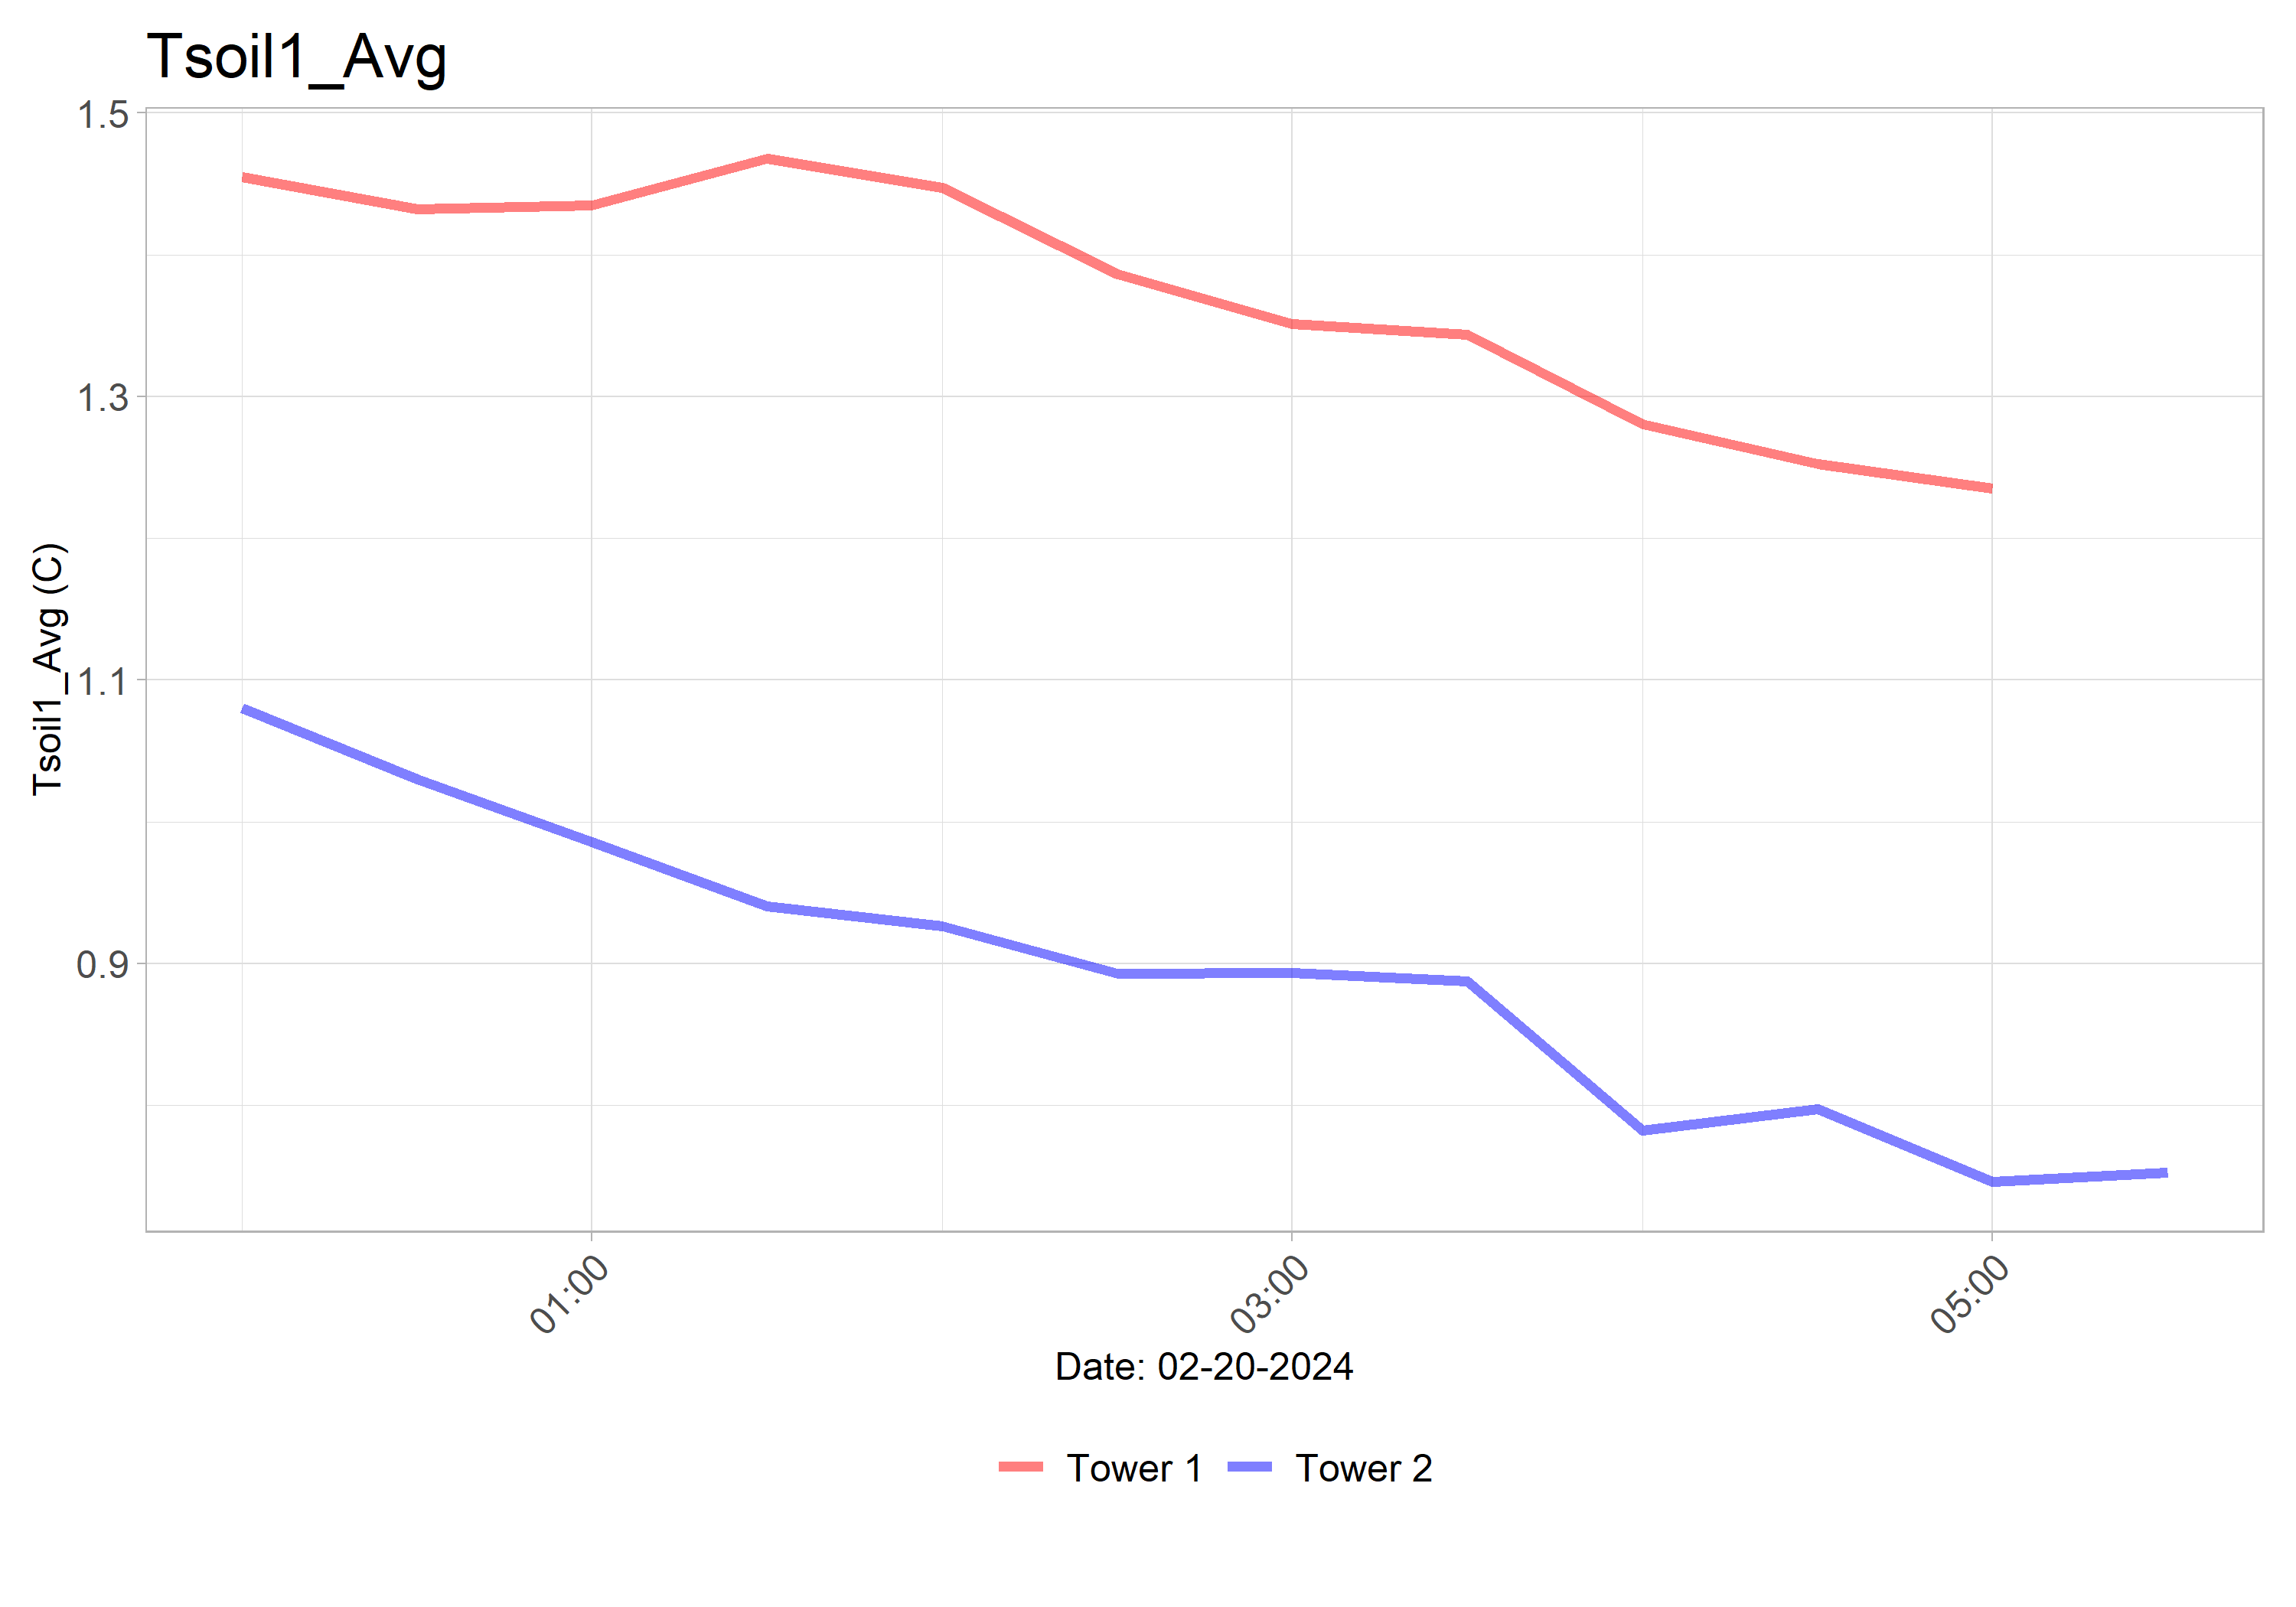 Tsoil1_Avg
Tsoil1_Avg (C)
1.5
1.3
1.1
0.9
01:00
03:00
05:00
Date: 02-20-2024
Tower 1
Tower 2